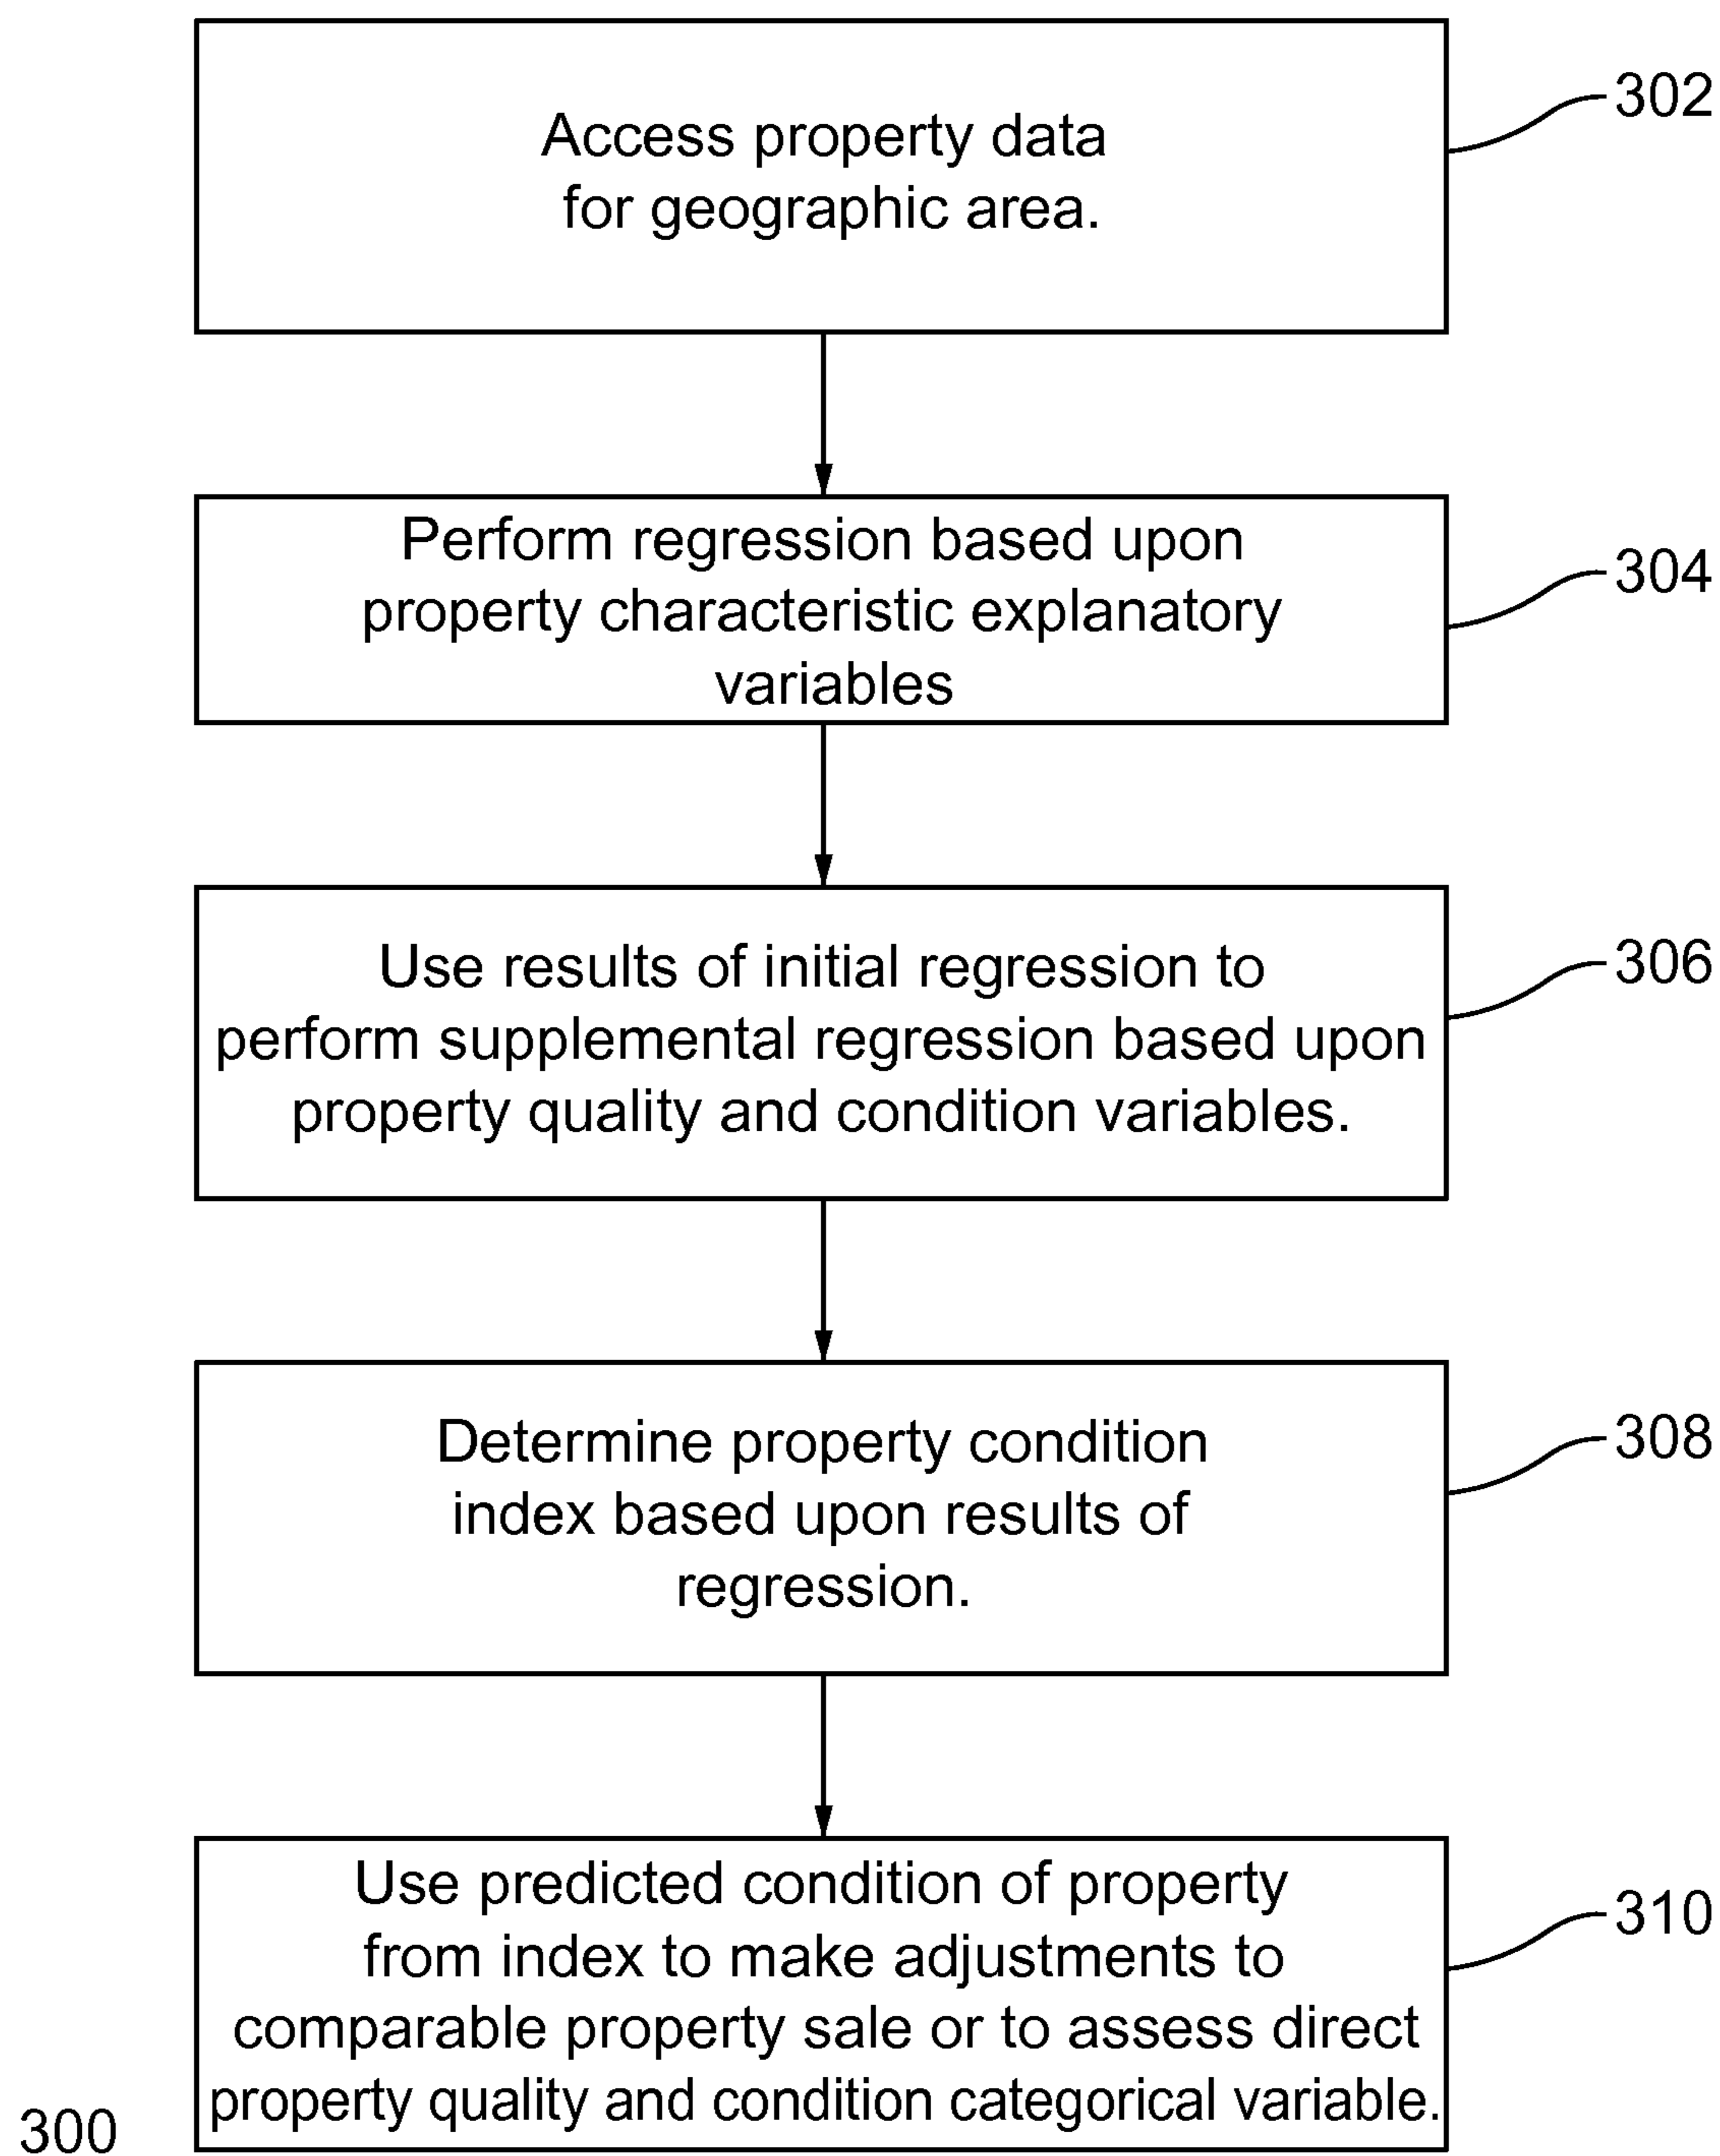 Access property data
for geographic area.
302
Perform regression based upon
property characteristic explanatory
variables
304
Use results of initial regression to
perform supplemental regression based upon
property quality and condition variables.
306
Determine property condition
index based upon results of
regression.
308
Use predicted condition of property
from index to make adjustments to
comparable property sale or to assess direct
property quality and condition categorical variable.
310
300